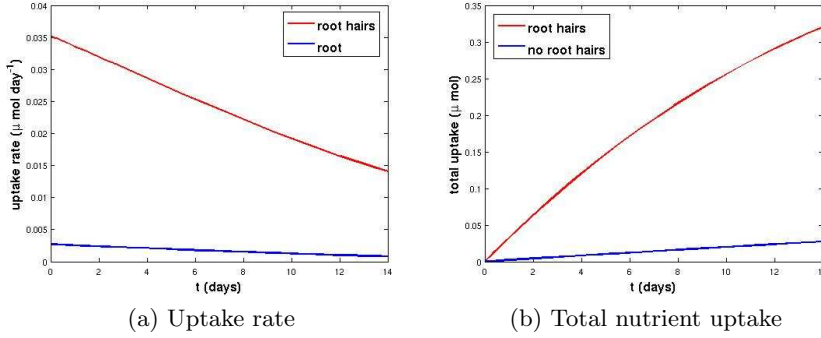 0.04
0.035
0.03
0.025
0.02
0.015
0.01
0.005
0
uptake rate (μ mol day⁻¹)
root hairs
root
0 2 4 6 8 10 12 14
t (days)
(a) Uptake rate
0.35
0.3
0.25
0.2
0.15
0.1
0.05
0
total uptake (μ mol)
root hairs
no root hairs
0 2 4 6 8 10 12 14
t (days)
(b) Total nutrient uptake